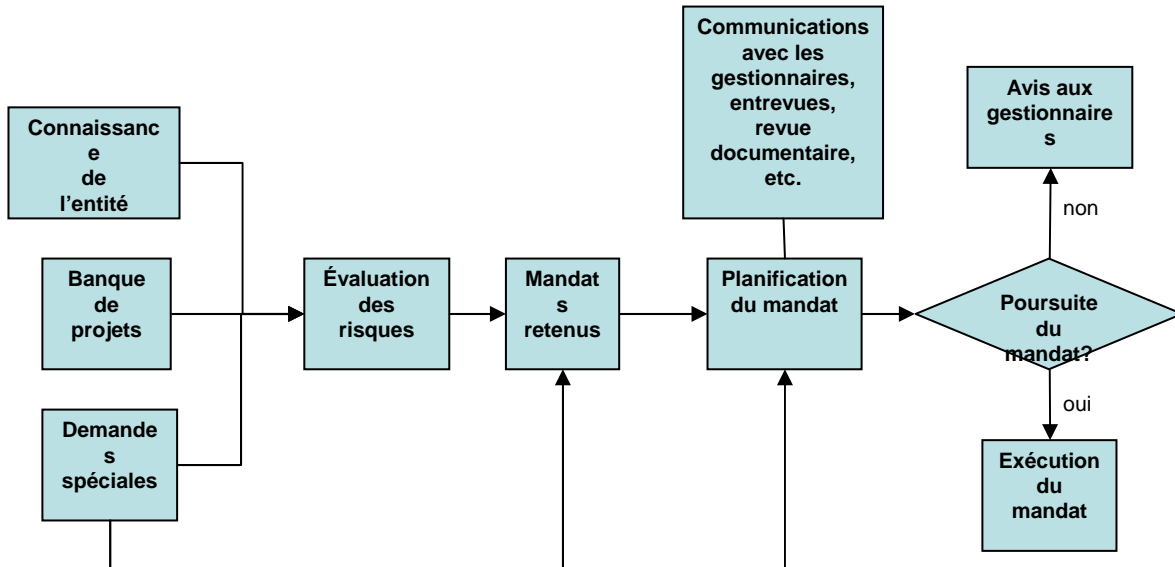 Connaissanc
e
de
l'entité
Banque
de
projets
Demande
s
spéciales
Évaluation
des
risques
Mandat
s
retenus
Communications
avec les
gestionnaires,
entrevues,
revue
documentaire,
etc.
Planification
du mandat
Avis aux
gestionnaire
s
non
Poursuite
du
mandat?
oui
Exécution
du
mandat